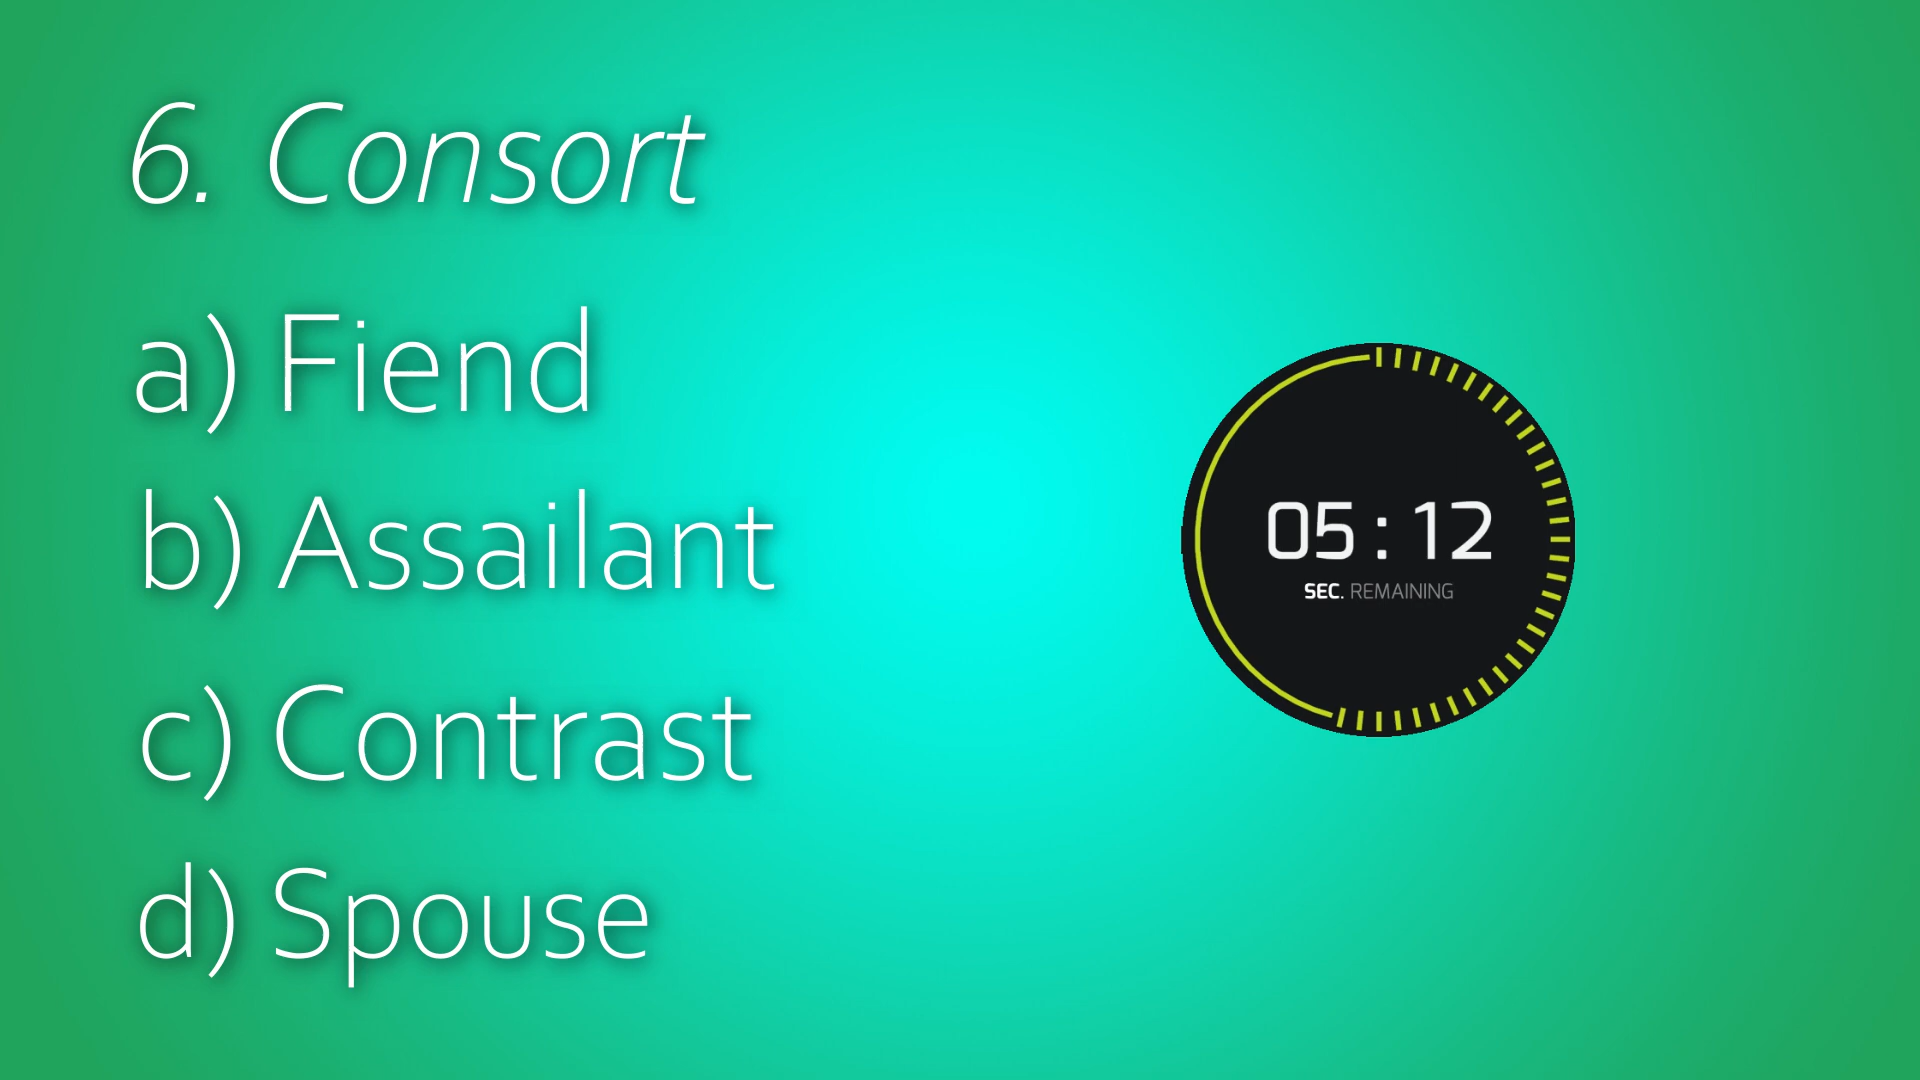 6. Consort
a) Fiend
b) Assailant
c) Contrast
d) Spouse
05 : 12
SEC. REMAINING